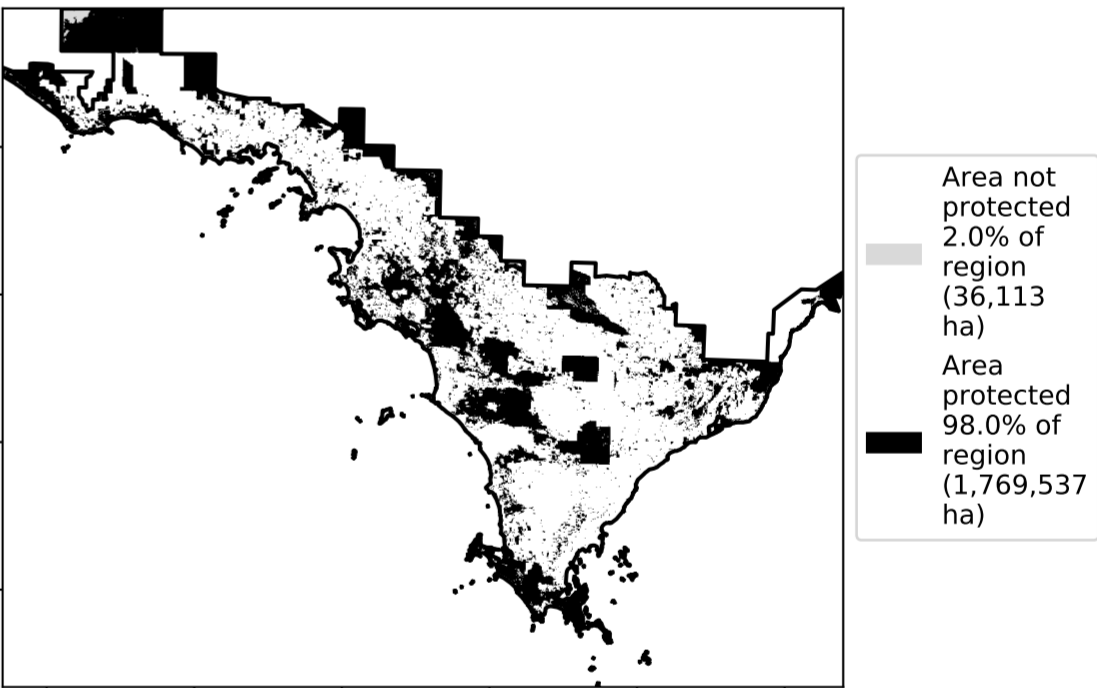 Area not
protected
2.0% of
region
(36,113
ha)
Area
protected
98.0% of
region
(1,769,537
ha)